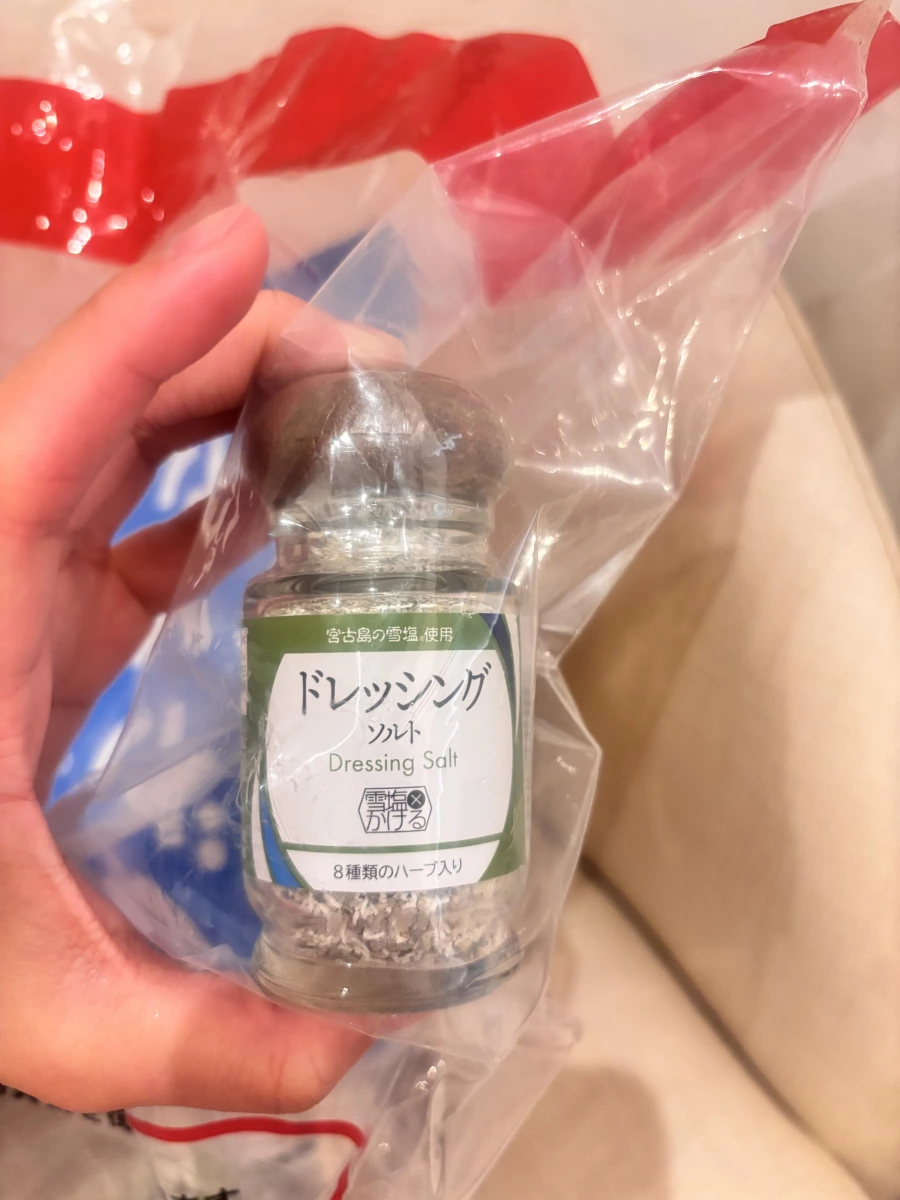 宮古島の雪塩®使用
ドレッシング
ソルト
Dressing Salt
雪塩×
かける
8種類のハーブ入り